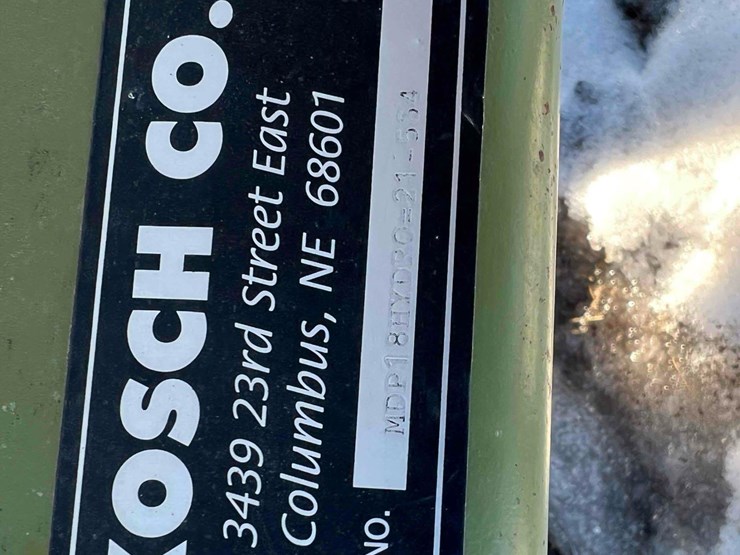 KOSCH CO.
3439 23rd Street East
Columbus, NE 68601
NO. MDP18HYDRO-21-554